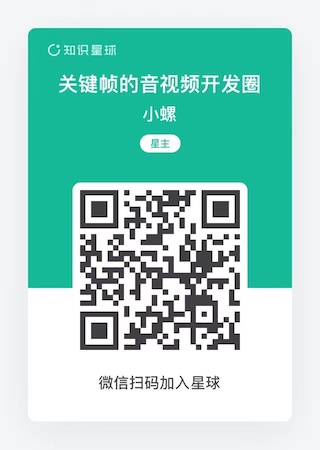 知识星球
关键帧的音视频开发圈
小螺
星主
微信扫码加入星球